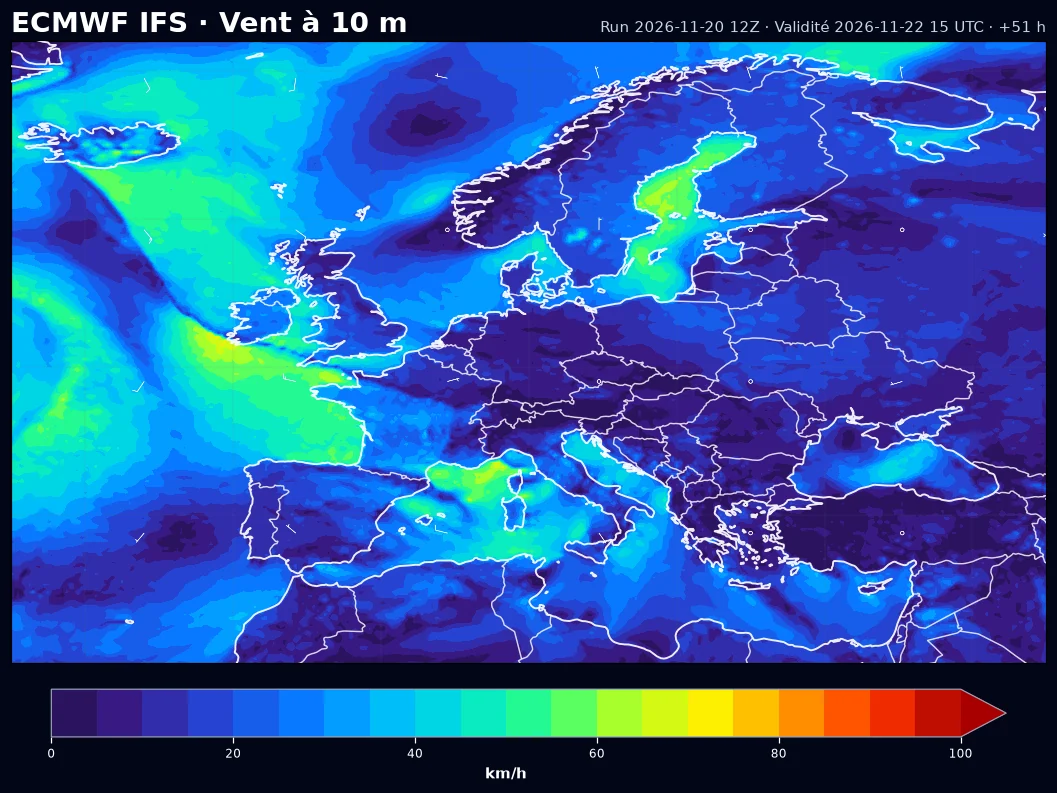 ECMWF IFS · Vent à 10 m
Run 2026-11-20 12Z · Validité 2026-11-22 15 UTC · +51 h
0 20 40 60 80 100
km/h